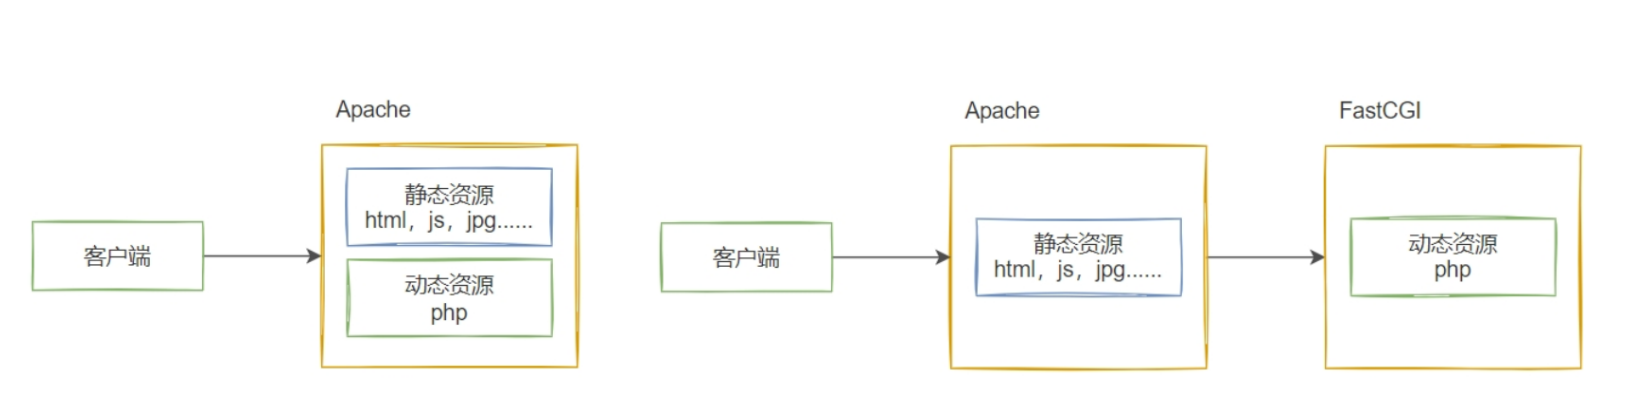 Apache
静态资源
html，js，jpg......
客户端
动态资源
php
Apache
FastCGI
客户端
静态资源
html，js，jpg......
动态资源
php